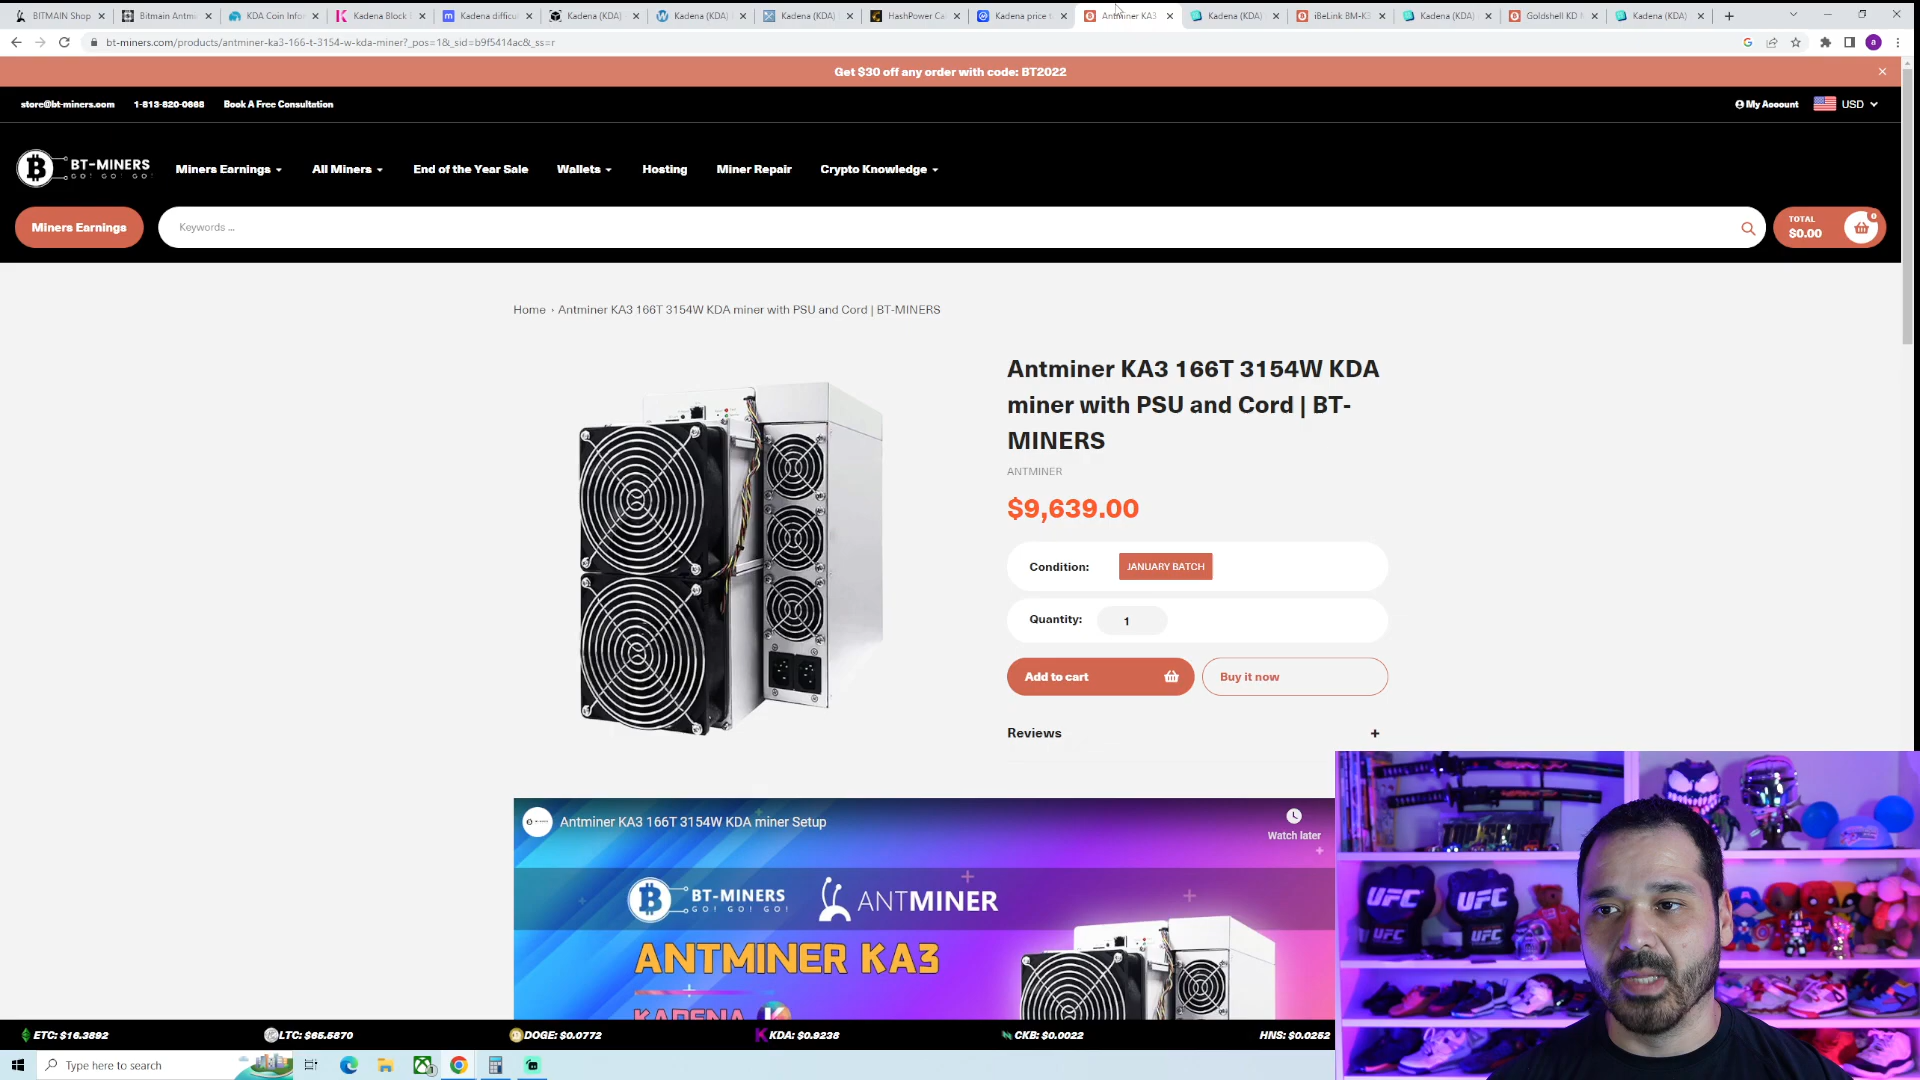 BITMAIN Shop
Bitmain Antm
KDA Coin Infor
Kadena Block
Kadena difficu
Kadena (KDA)
Kadena (KDA)
Kadena (KDA)
HashPower Ca
Kadena price
Antminer KA3
Kadena (KDA)
iBeLink BM-K
Kadena (KDA)
Goldshell KD
Kadena (KDA)
bt-miners.com/products/antminer-ka3-166-t-3154-w-kda-miner?_pos=1&_sid=b9f5414ac&_ss=r
a
Get $30 off any order with code: BT2022
store@bt-miners.com 1-813-820-0668 Book A Free Consultation
My Account USD
BT-MINERS
GO! GO! GO!
Miners Earnings All Miners End of the Year Sale Wallets Hosting Miner Repair Crypto Knowledge
Miners Earnings
Keywords ...
TOTAL
$0.00
0
Home › Antminer KA3 166T 3154W KDA miner with PSU and Cord | BT-MINERS
Antminer KA3 166T 3154W KDA
miner with PSU and Cord | BT-
MINERS
ANTMINER
$9,639.00
Condition: JANUARY BATCH
Quantity: 1
Add to cart
Buy it now
Reviews +
Antminer KA3 166T 3154W KDA miner Setup
Watch later
BT-MINERS
GO! GO! GO!
ANTMINER
ANTMINER KA3
KADENA
UFC
UFC
UFC
UFC
ETC: $16.3892
LTC: $65.5870
DOGE: $0.0772
KDA: $0.9236
CKB: $0.0022
HNS: $0.0252
Type here to search